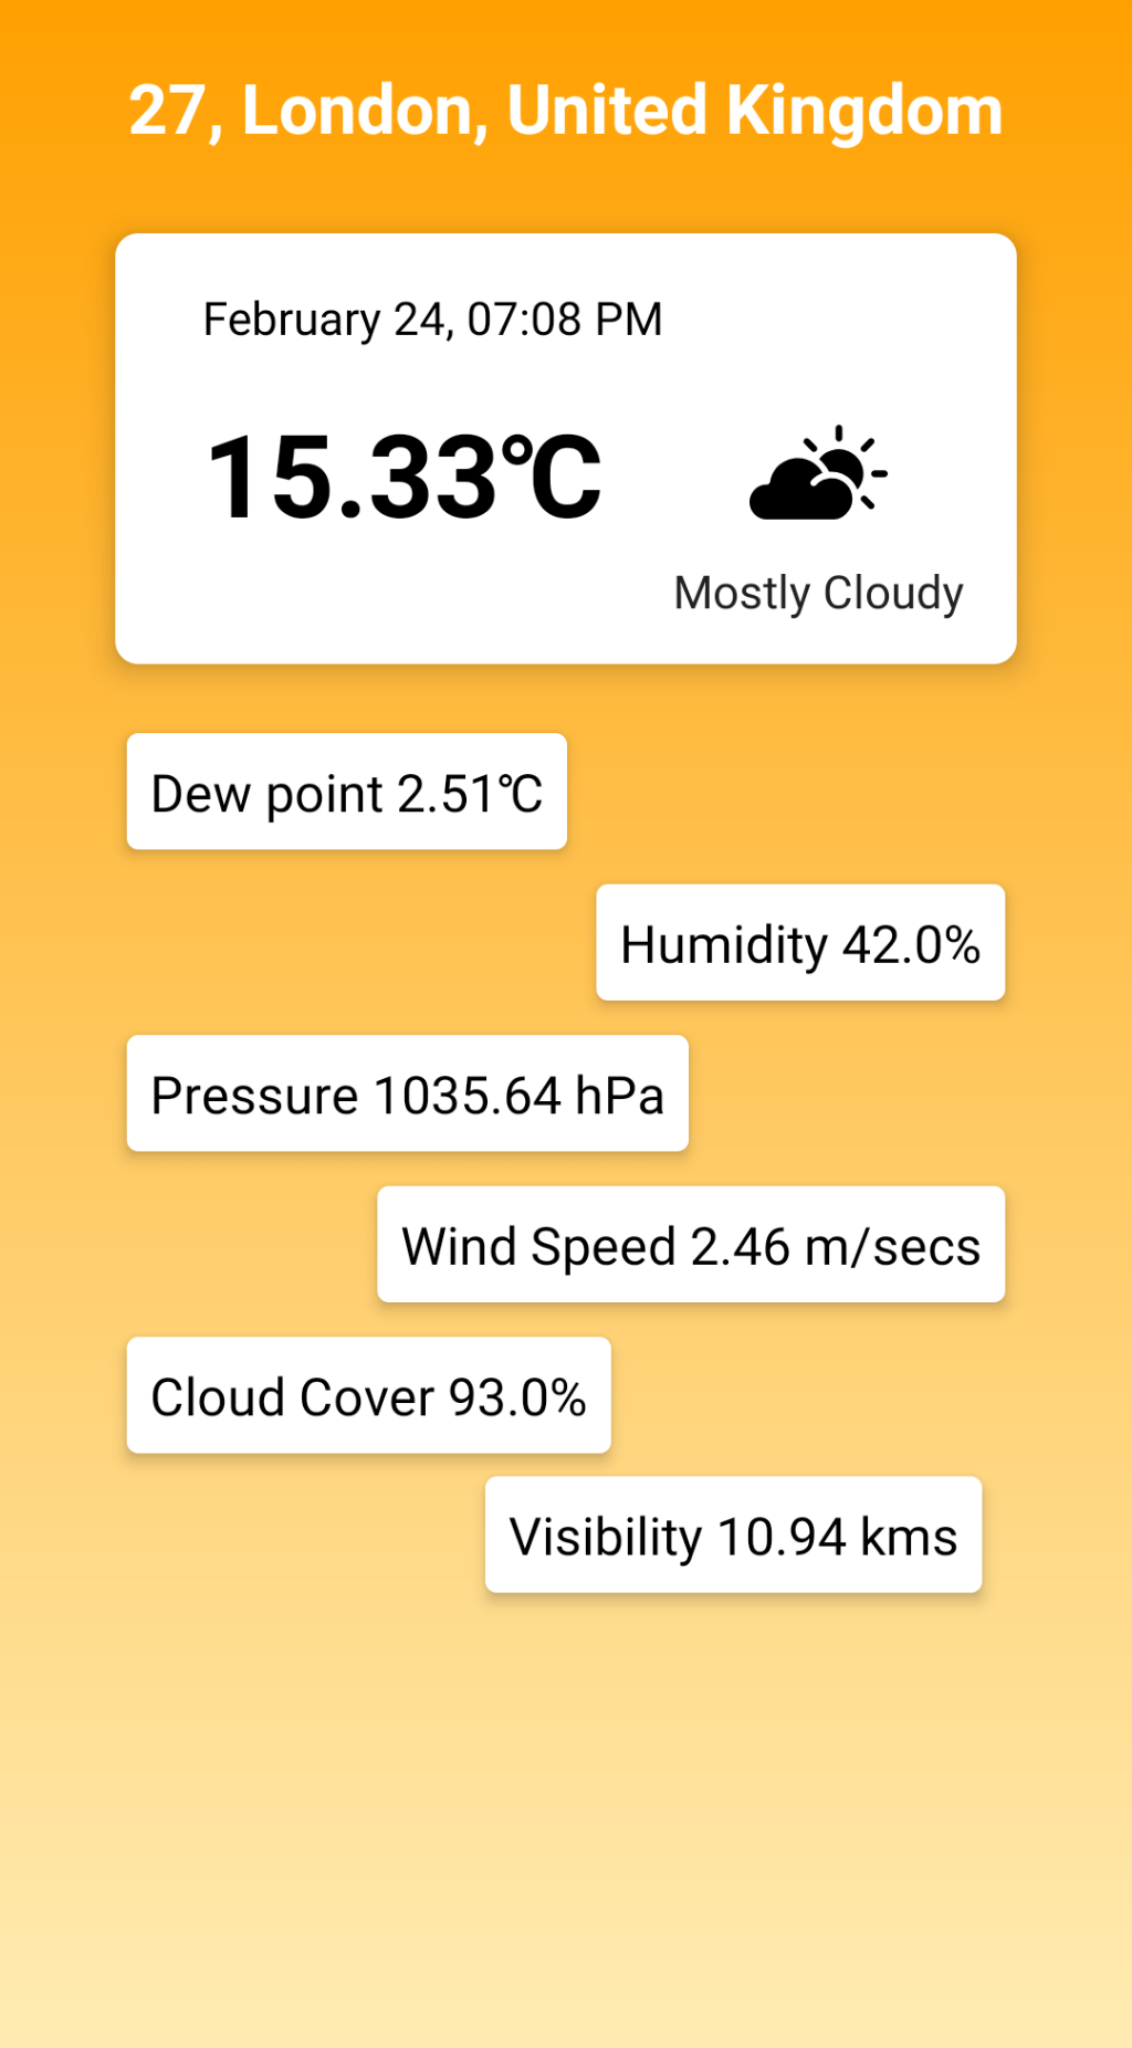 27, London, United Kingdom
February 24, 07:08 PM
15.33℃
Mostly Cloudy
Dew point 2.51℃
Humidity 42.0%
Pressure 1035.64 hPa
Wind Speed 2.46 m/secs
Cloud Cover 93.0%
Visibility 10.94 kms